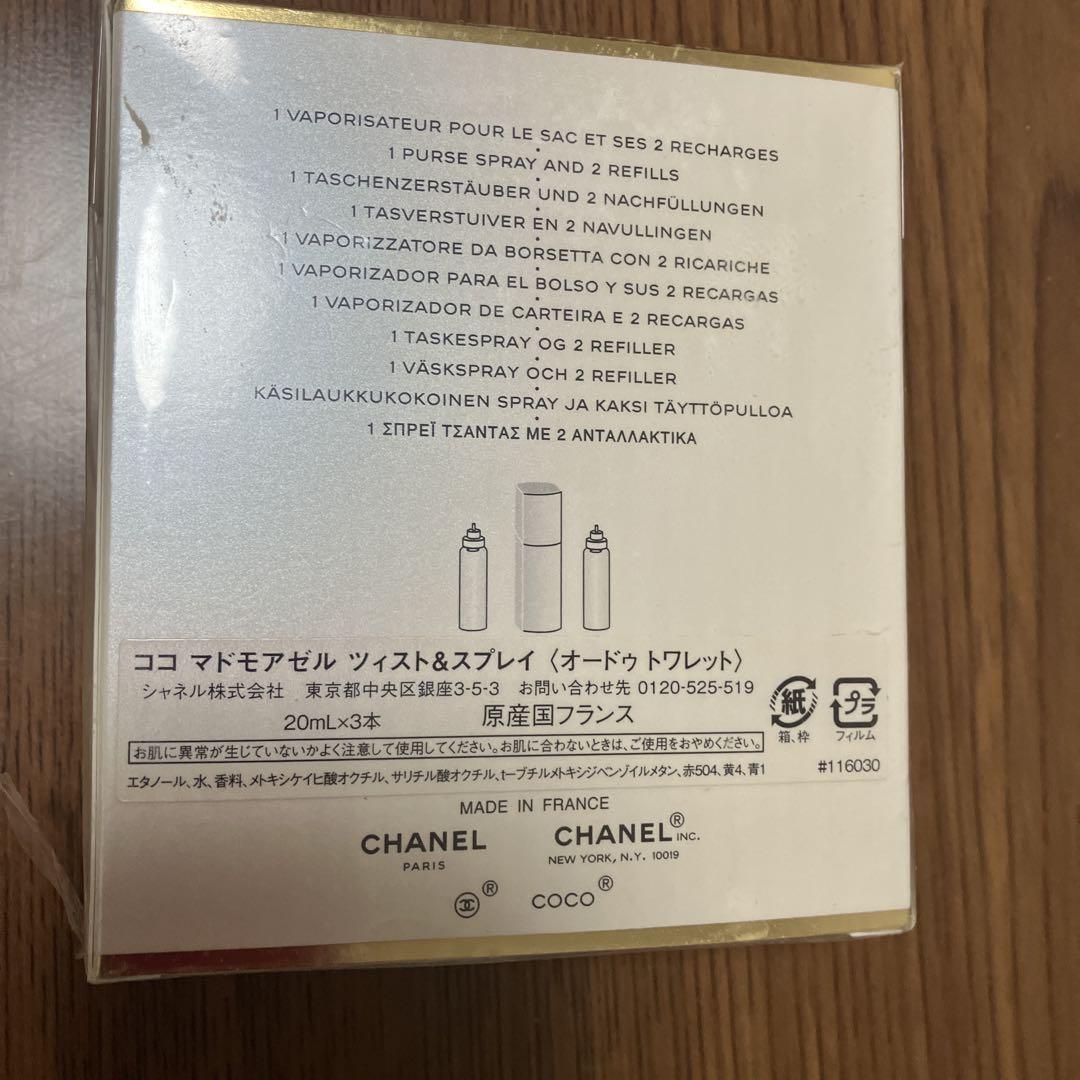 1 VAPORISATEUR POUR LE SAC ET SES 2 RECHARGES
1 PURSE SPRAY AND 2 REFILLS
1 TASCHENZERSTÄUBER UND 2 NACHFÜLLUNGEN
1 TASVERSTUIVER EN 2 NAVULLINGEN
1 VAPORIZZATORE DA BORSETTA CON 2 RICARICHE
1 VAPORIZADOR PARA EL BOLSO Y SUS 2 RECARGAS
1 VAPORIZADOR DE CARTEIRA E 2 RECARGAS
1 TASKESPRAY OG 2 REFILLER
1 VÄSKSPRAY OCH 2 REFILLER
KÄSILAUKKUKOKOINEN SPRAY JA KAKSI TÄYTTÖPULLOA
1 ΣΠΡΕΪ ΤΣΑΝΤΑΣ ΜΕ 2 ΑΝΤΑΛΛΑΚΤΙΚΑ
ココ マドモアゼル ツィスト&スプレイ〈オードゥ トワレット〉
シャネル株式会社 東京都中央区銀座3-5-3 お問い合わせ先 0120-525-519
20mL×3本 原産国フランス
紙 箱、枠 プラ フィルム
お肌に異常が生じていないかよく注意して使用してください。お肌に合わないときは、ご使用をおやめください。
エタノール、水、香料、メトキシケイヒ酸オクチル、サリチル酸オクチル、t-ブチルメトキシジベンゾイルメタン、赤504、黄4、青1 #116030
MADE IN FRANCE
CHANEL CHANEL® INC.
PARIS NEW YORK, N.Y. 10019
® COCO®